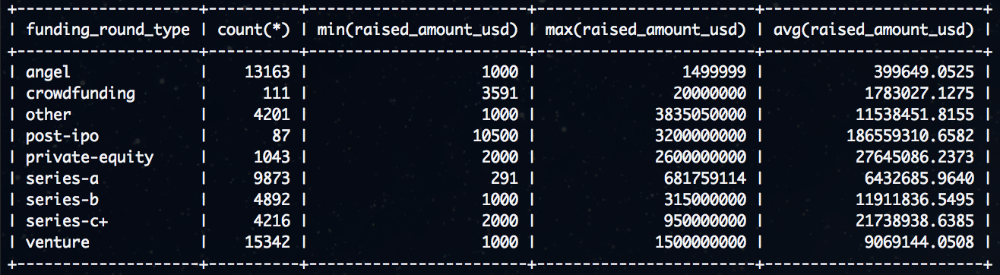 +--------------------+----------+------------------------+------------------------+------------------------+
| funding_round_type | count(*) | min(raised_amount_usd) | max(raised_amount_usd) | avg(raised_amount_usd) |
+--------------------+----------+------------------------+------------------------+------------------------+
| angel              |    13163 |                   1000 |                1499999 |            399649.0525 |
| crowdfunding       |      111 |                   3591 |               20000000 |           1783027.1275 |
| other              |     4201 |                   1000 |             3835050000 |          11538451.8155 |
| post-ipo           |       87 |                  10500 |             3200000000 |         186559310.6582 |
| private-equity     |     1043 |                   2000 |             2600000000 |          27645086.2373 |
| series-a           |     9873 |                    291 |              681759114 |           6432685.9640 |
| series-b           |     4892 |                   1000 |              315000000 |          11911836.5495 |
| series-c+          |     4216 |                   2000 |              950000000 |          21738938.6385 |
| venture            |    15342 |                   1000 |             1500000000 |           9069144.0508 |
+--------------------+----------+------------------------+------------------------+------------------------+